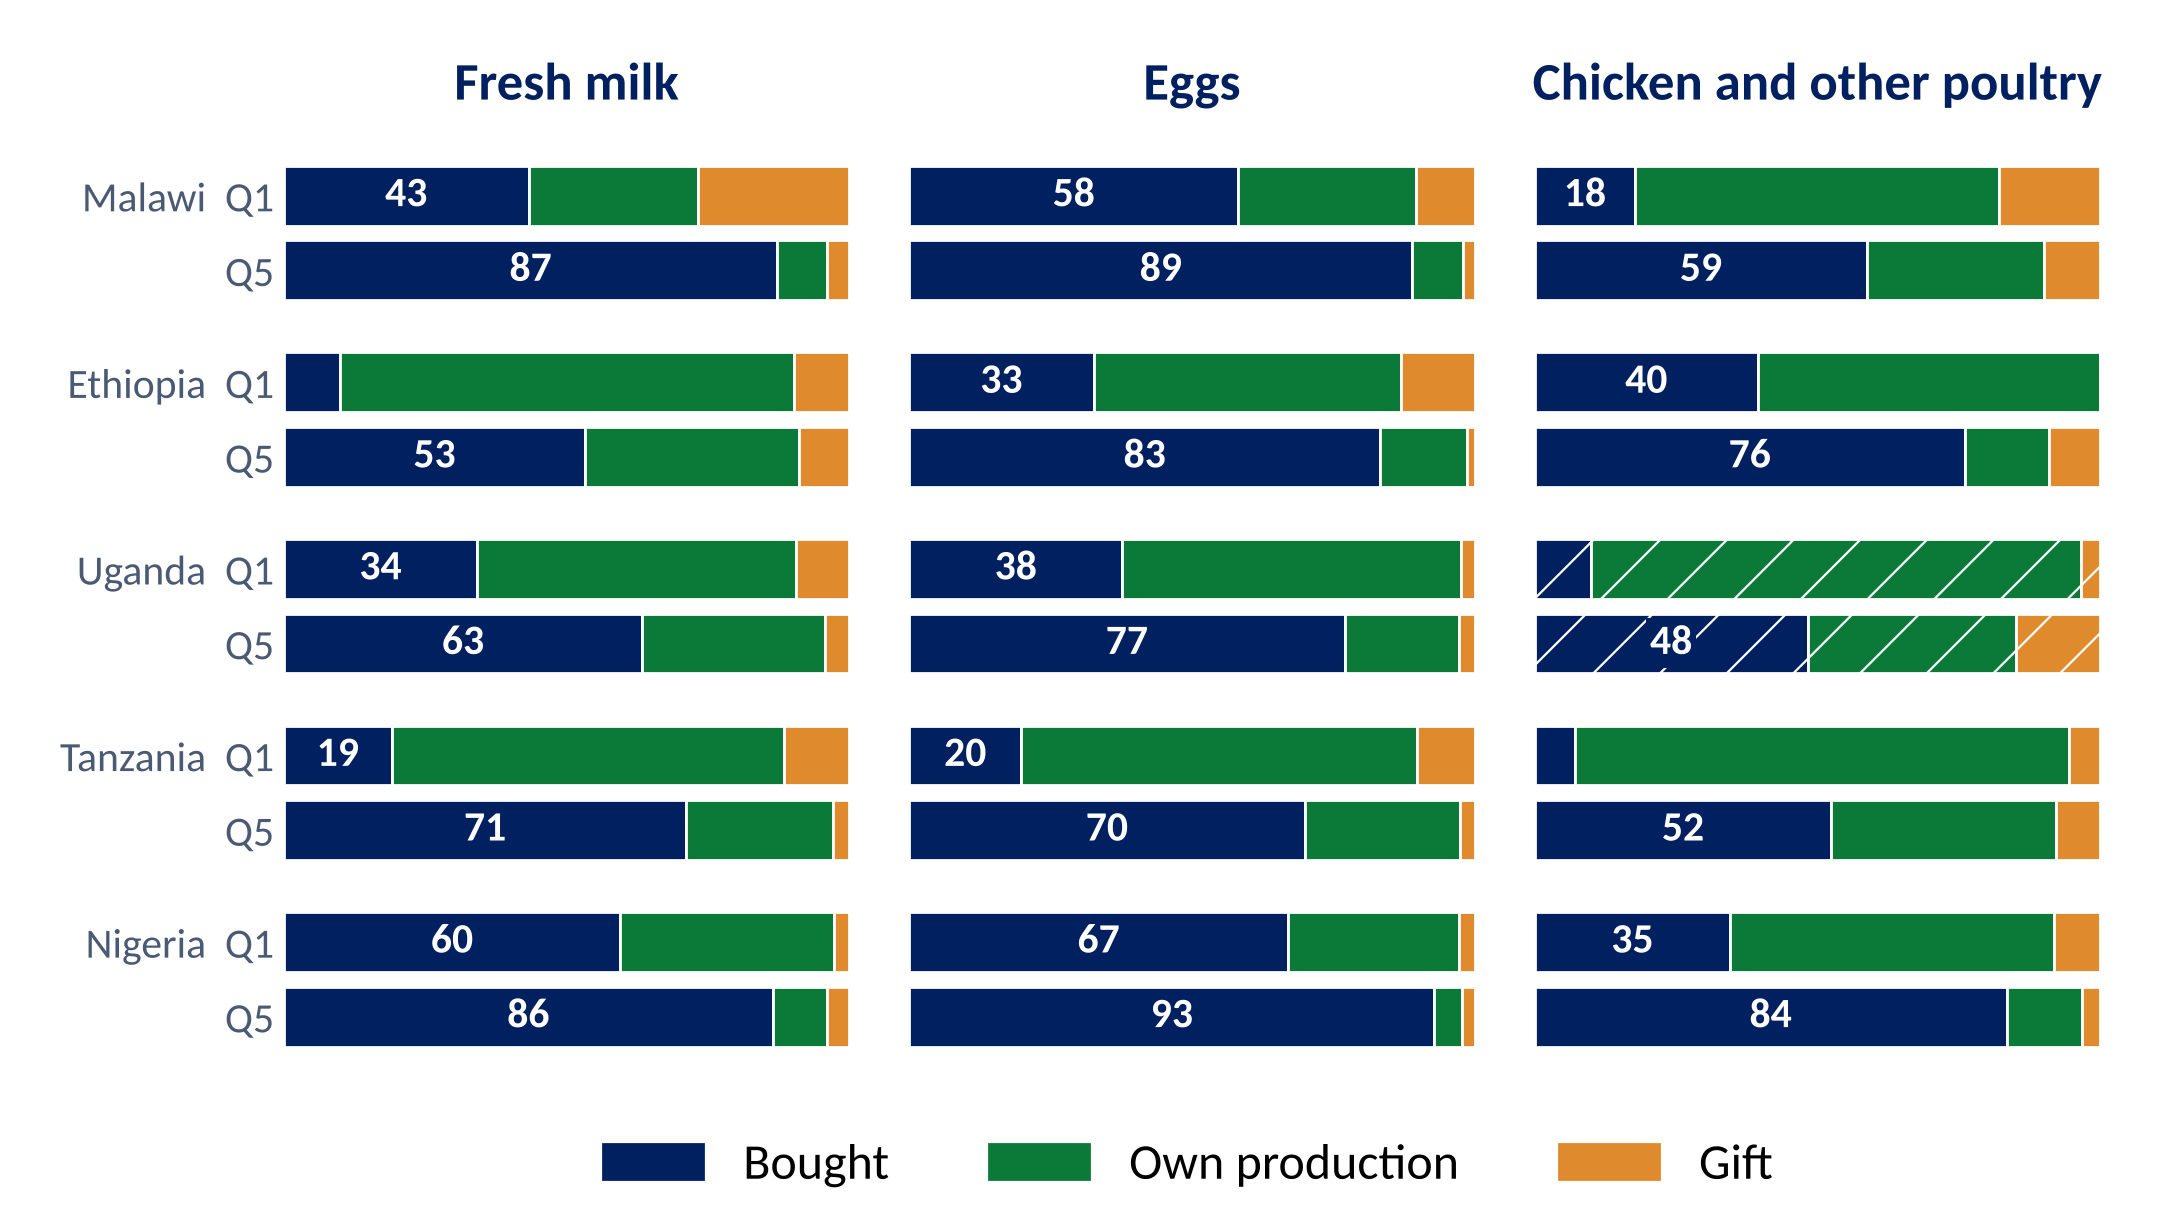 Fresh milk Eggs Chicken and other poultry
Malawi Q1 43 58 18
Q5 87 89 59
Ethiopia Q1 33 40
Q5 53 83 76
Uganda Q1 34 38
Q5 63 77 48
Tanzania Q1 19 20
Q5 71 70 52
Nigeria Q1 60 67 35
Q5 86 93 84
Bought Own production Gift